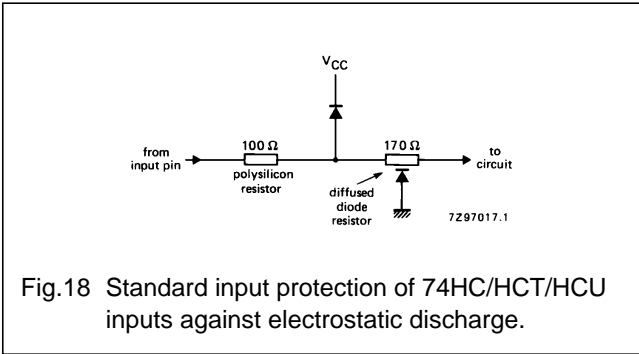 VCC
from
input pin
100 Ω
polysilicon
resistor
170 Ω
diffused
diode
resistor
to
circuit
7Z97017.1
Fig.18 Standard input protection of 74HC/HCT/HCU
inputs against electrostatic discharge.